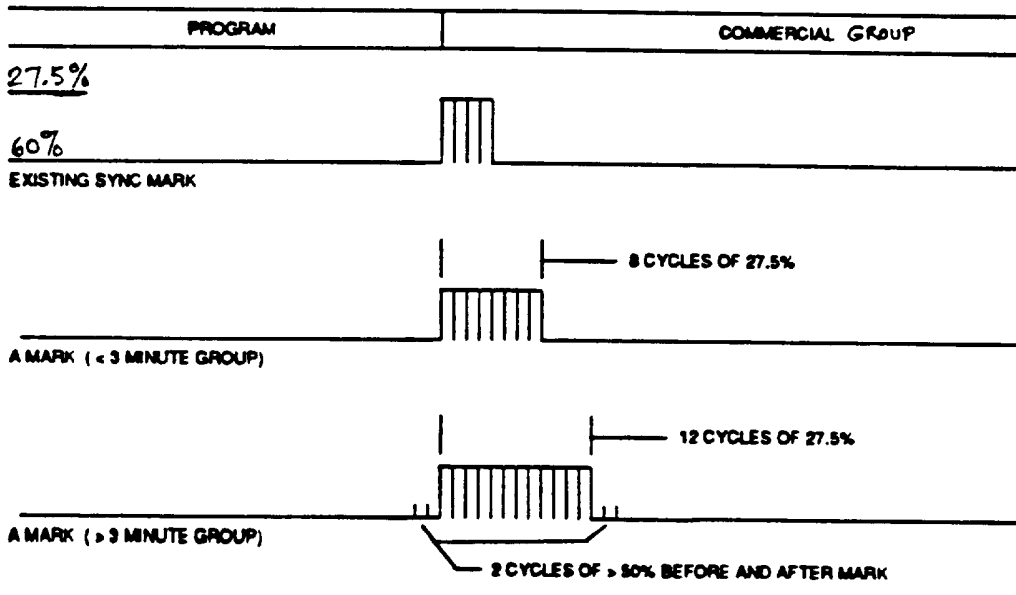 PROGRAM
COMMERCIAL GROUP
27.5%
60%
EXISTING SYNC MARK
8 CYCLES OF 27.5%
A MARK ( < 3 MINUTE GROUP)
12 CYCLES OF 27.5%
A MARK ( > 3 MINUTE GROUP)
2 CYCLES OF > 50% BEFORE AND AFTER MARK